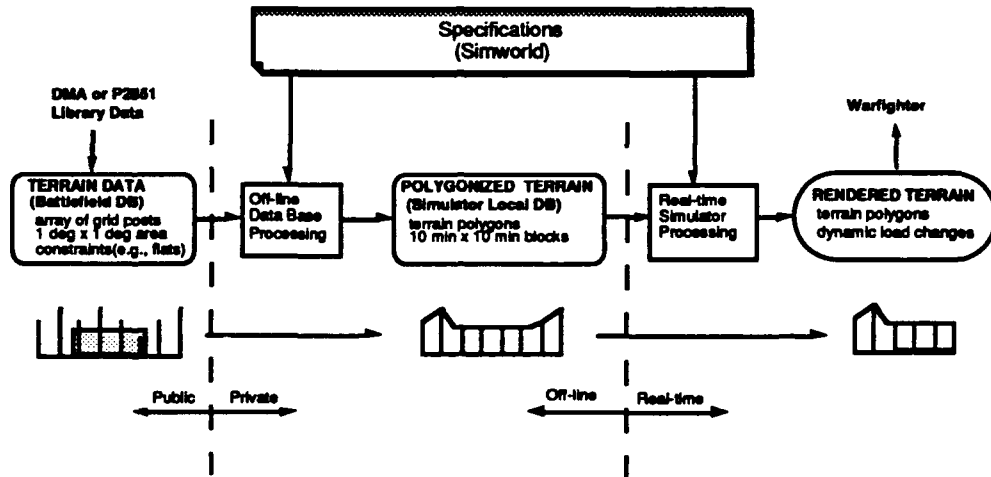 Specifications
(Simworld)
DMA or P2851
Library Data
Warfighter
TERRAIN DATA
(Battlefield DB)
array of grid posts
1 deg x 1 deg area
constraints(e.g., flats)
Off-line
Data Base
Processing
POLYGONIZED TERRAIN
(Simulator Local DB)
terrain polygons
10 min x 10 min blocks
Real-time
Simulator
Processing
RENDERED TERRAIN
terrain polygons
dynamic load changes
Public
Private
Off-line
Real-time